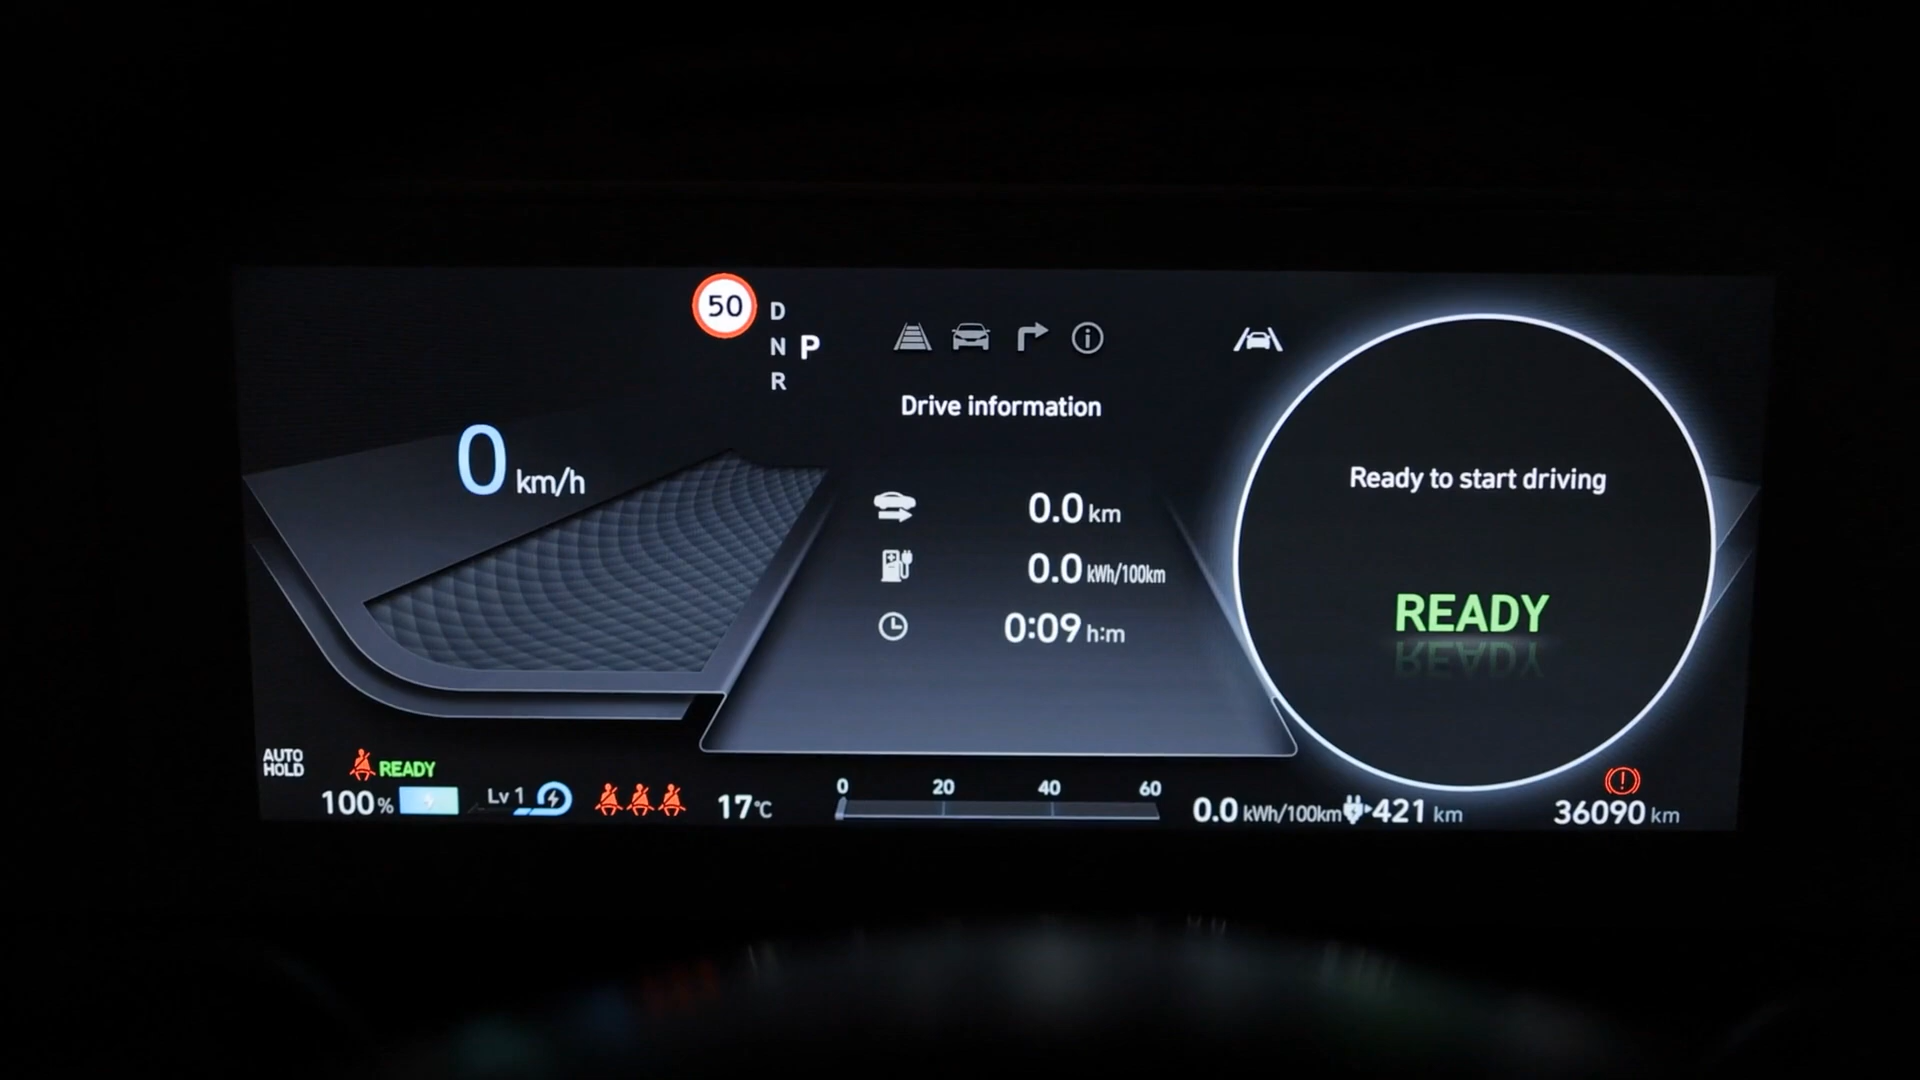 50
D
N P
R
Drive information
0 km/h
0.0 km
0.0 kWh/100km
0:09 h:m
Ready to start driving
READY
AUTO
HOLD
READY
100%
Lv 1
17°C
0 20 40 60
0.0 kWh/100km
421 km
36090 km